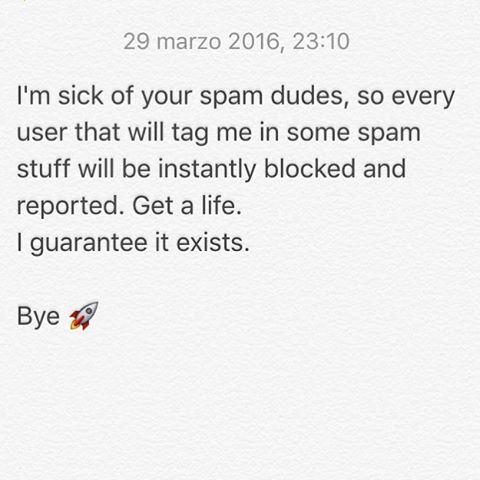 29 marzo 2016, 23:10
I'm sick of your spam dudes, so every
user that will tag me in some spam
stuff will be instantly blocked and
reported. Get a life.
I guarantee it exists.
Bye 🚀